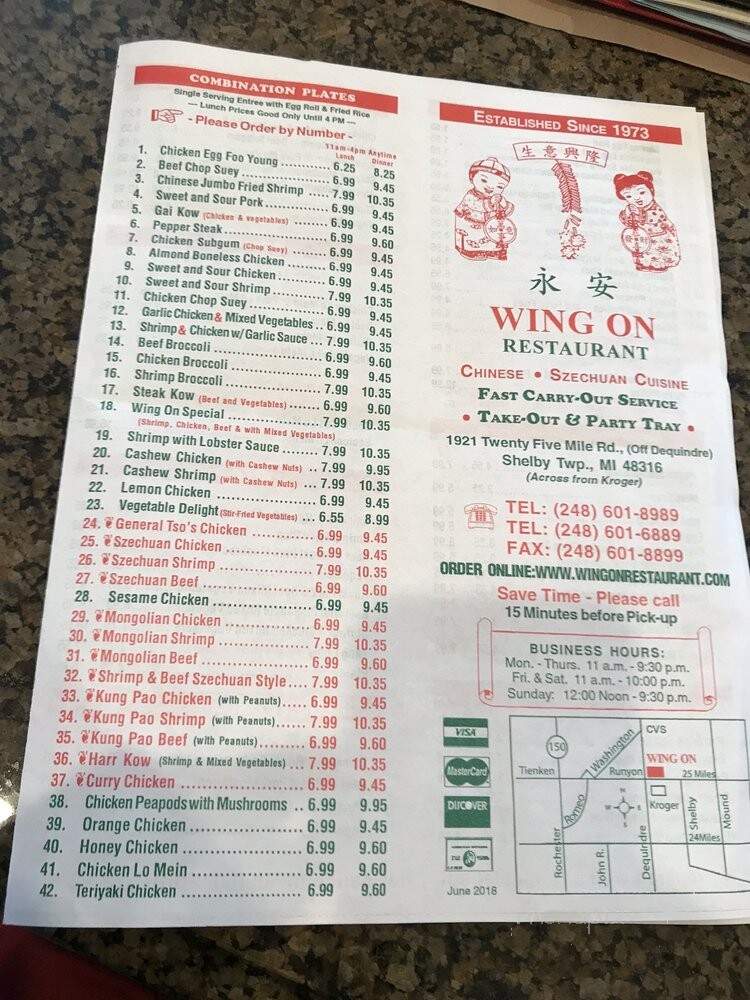 COMBINATION PLATES
Single Serving Entree with Egg Roll & Fried Rice
--- Lunch Prices Good Only Until 4 PM ---
- Please Order by Number -
11am-4pm Anytime
Lunch Dinner
1. Chicken Egg Foo Young 6.25 8.25
2. Beef Chop Suey 6.99 9.45
3. Chinese Jumbo Fried Shrimp 7.99 10.35
4. Sweet and Sour Pork 6.99 9.45
5. Gai Kow (Chicken & vegetables) 6.99 9.45
6. Pepper Steak 6.99 9.60
7. Chicken Subgum (Chop Suey) 6.99 9.45
8. Almond Boneless Chicken 6.99 9.45
9. Sweet and Sour Chicken 6.99 9.45
10. Sweet and Sour Shrimp 7.99 10.35
11. Chicken Chop Suey 6.99 9.45
12. Garlic Chicken & Mixed Vegetables 6.99 9.45
13. Shrimp & Chicken w/ Garlic Sauce 7.99 10.35
14. Beef Broccoli 6.99 9.60
15. Chicken Broccoli 6.99 9.45
16. Shrimp Broccoli 7.99 10.35
17. Steak Kow (Beef and Vegetables) 6.99 9.60
18. Wing On Special 7.99 10.35
(Shrimp, Chicken, Beef & with Mixed Vegetables)
19. Shrimp with Lobster Sauce 7.99 10.35
20. Cashew Chicken (with Cashew Nuts) 7.99 9.95
21. Cashew Shrimp (with Cashew Nuts) 7.99 10.35
22. Lemon Chicken 6.99 9.45
23. Vegetable Delight (Stir-Fried Vegetables) 6.55 8.99
24. General Tso's Chicken 6.99 9.45
25. Szechuan Chicken 6.99 9.45
26. Szechuan Shrimp 7.99 10.35
27. Szechuan Beef 6.99 9.60
28. Sesame Chicken 6.99 9.45
29. Mongolian Chicken 6.99 9.45
30. Mongolian Shrimp 7.99 10.35
31. Mongolian Beef 6.99 9.60
32. Shrimp & Beef Szechuan Style 7.99 10.35
33. Kung Pao Chicken (with Peanuts) 6.99 9.45
34. Kung Pao Shrimp (with Peanuts) 7.99 10.35
35. Kung Pao Beef (with Peanuts) 6.99 9.60
36. Harr Kow (Shrimp & Mixed Vegetables) 7.99 10.35
37. Curry Chicken 6.99 9.45
38. Chicken Peapods with Mushrooms 6.99 9.95
39. Orange Chicken 6.99 9.45
40. Honey Chicken 6.99 9.60
41. Chicken Lo Mein 6.99 9.60
42. Teriyaki Chicken 6.99 9.60
ESTABLISHED SINCE 1973
生意興隆
永安
WING ON
RESTAURANT
CHINESE • SZECHUAN CUISINE
FAST CARRY-OUT SERVICE
• TAKE-OUT & PARTY TRAY •
1921 Twenty Five Mile Rd., (Off Dequindre)
Shelby Twp., MI 48316
(Across from Kroger)
TEL: (248) 601-8989
TEL: (248) 601-6889
FAX: (248) 601-8899
ORDER ONLINE:WWW.WINGONRESTAURANT.COM
Save Time - Please call
15 Minutes before Pick-up
BUSINESS HOURS:
Mon. - Thurs. 11 a.m. - 9:30 p.m.
Fri. & Sat. 11 a.m. - 10:00 p.m.
Sunday: 12:00 Noon - 9:30 p.m.
VISA
MasterCard
DISCOVER
June 2018
150
Washington
CVS
WING ON
Tienken
Runyon
25 Miles
Romeo
N
W E
S
Kroger
24Miles
Rochester
John R.
Dequindre
Shelby
Mound